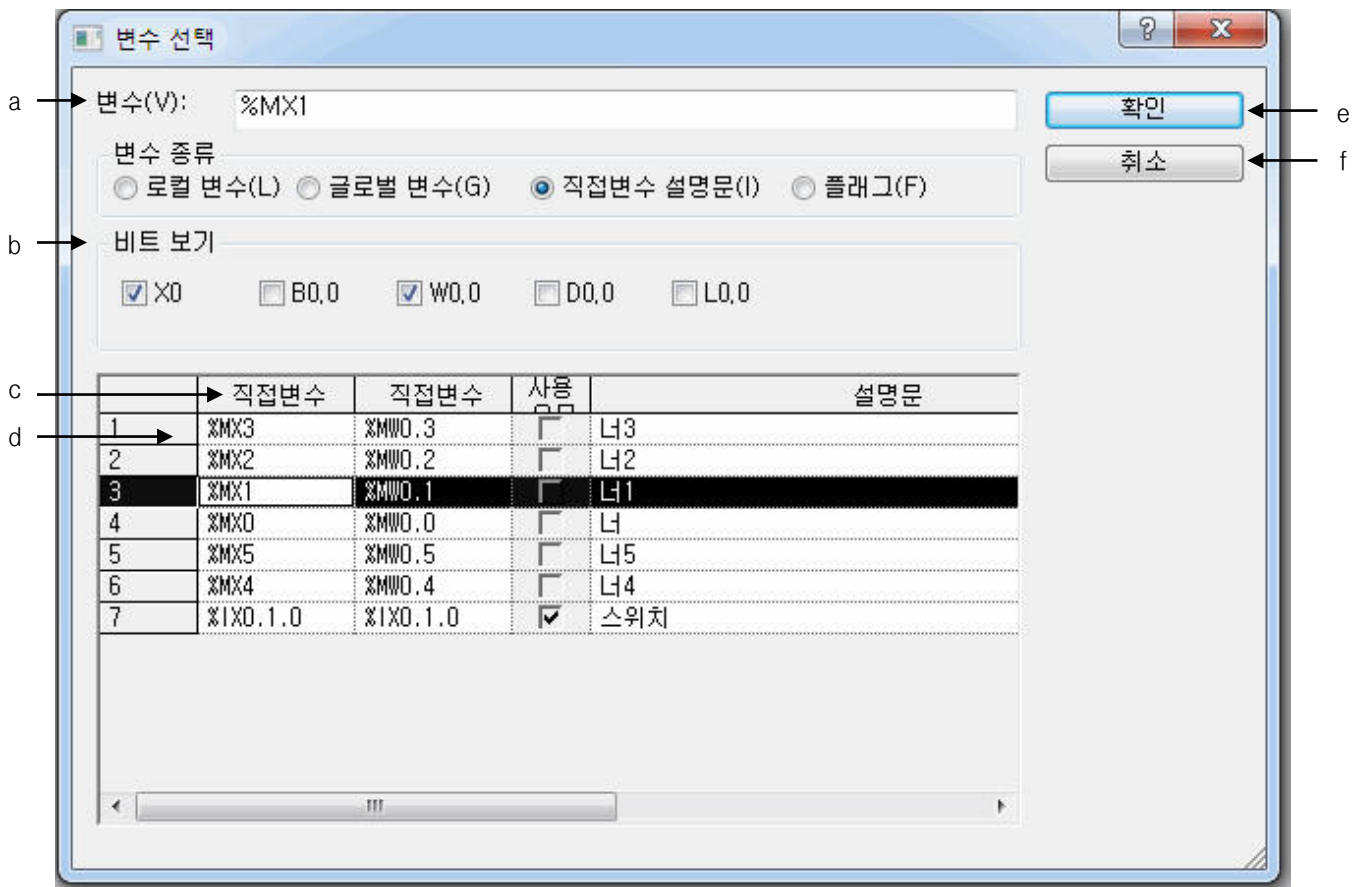 변수 선택
a 변수(V): %MX1 확인 e
변수 종류 취소 f
로컬 변수(L) 글로벌 변수(G) 직접변수 설명문(I) 플래그(F)
b 비트 보기
X0 B0,0 W0,0 D0,0 L0,0
c 직접변수 직접변수 사용 설명문
d 1 %MX3 %MW0.3 너3
2 %MX2 %MW0.2 너2
3 %MX1 %MW0.1 너1
4 %MX0 %MW0.0 너
5 %MX5 %MW0.5 너5
6 %MX4 %MW0.4 너4
7 %IX0.1.0 %IX0.1.0 스위치